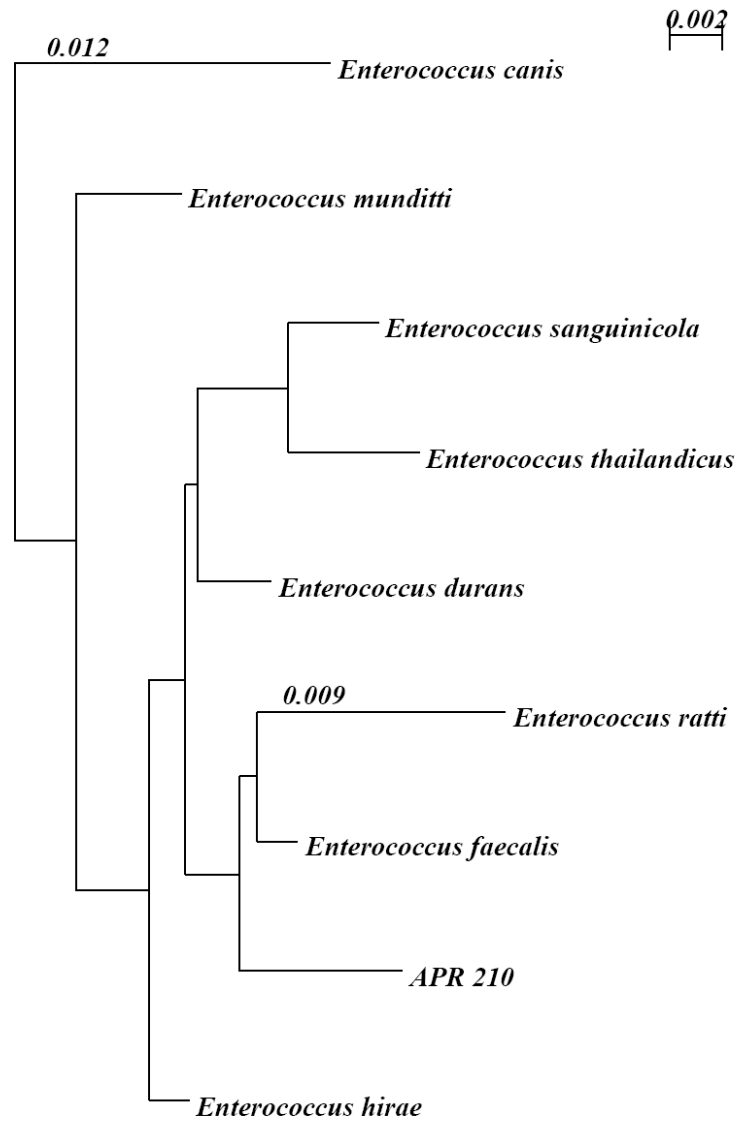 0.002
0.012
Enterococcus canis
Enterococcus munditti
Enterococcus sanguinicola
Enterococcus thailandicus
Enterococcus durans
0.009
Enterococcus ratti
Enterococcus faecalis
APR 210
Enterococcus hirae